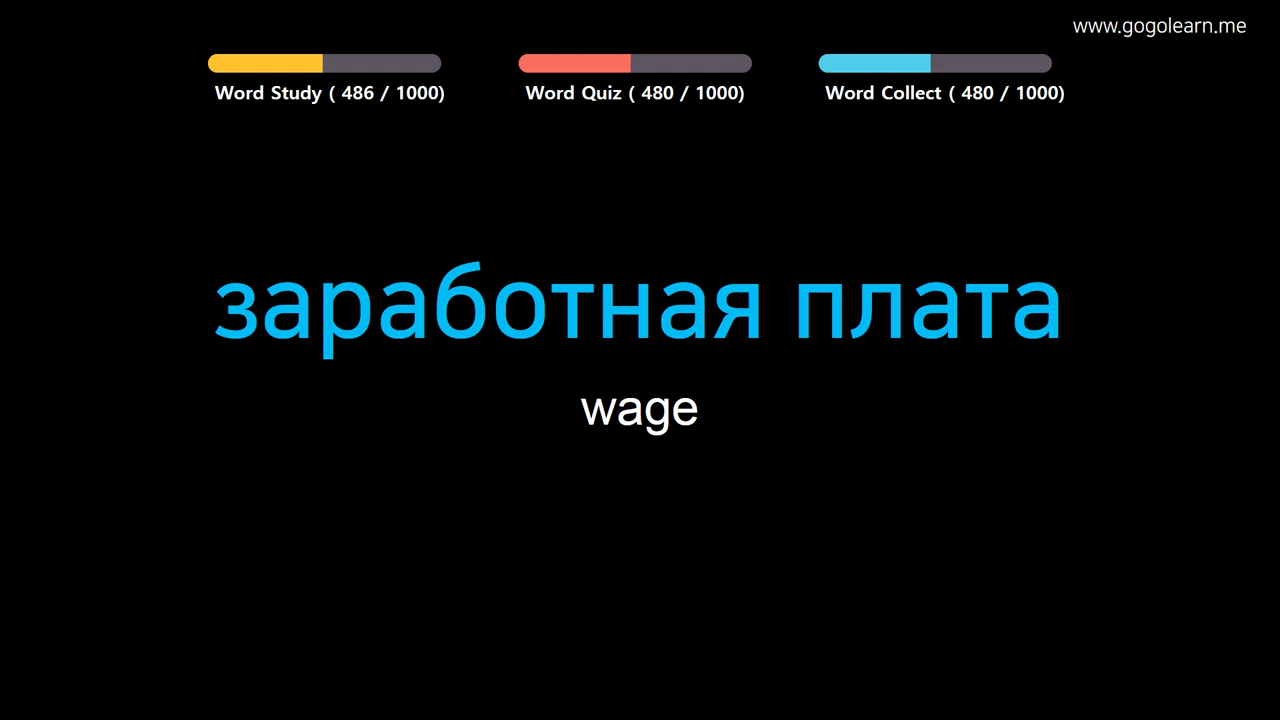 www.gogolearn.me
Word Study ( 486 / 1000) Word Quiz ( 480 / 1000) Word Collect ( 480 / 1000)
заработная плата
wage